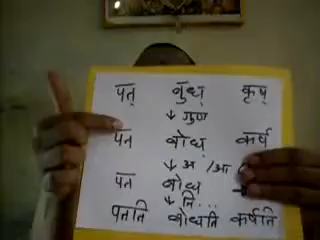 पत् बुध् कृष्
↓ गुण
पत बोध् कर्ष
↓ अ / आ
पत बोध
↓ ति...
पतति बोधति कर्षति